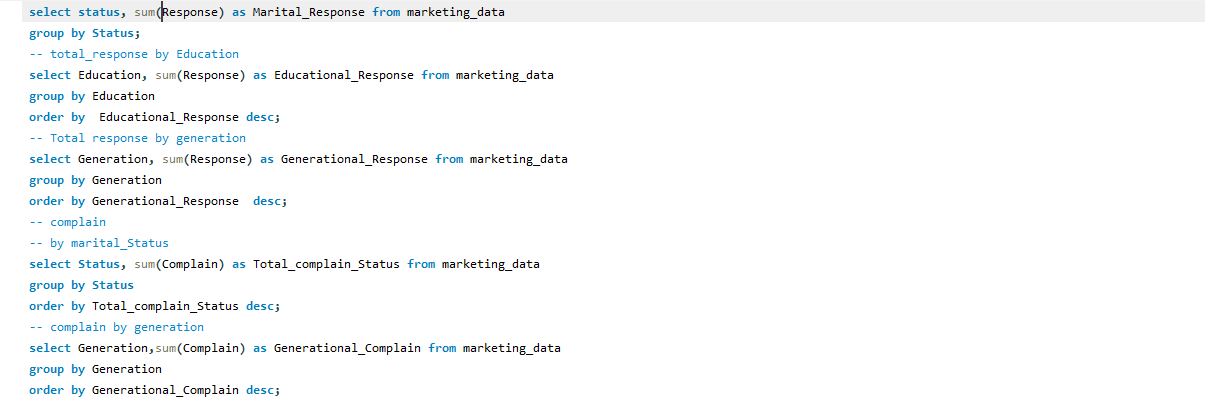 select status, sum(Response) as Marital_Response from marketing_data
group by Status;
-- total_response by Education
select Education, sum(Response) as Educational_Response from marketing_data
group by Education
order by  Educational_Response desc;
-- Total response by generation
select Generation, sum(Response) as Generational_Response from marketing_data
group by Generation
order by Generational_Response  desc;
-- complain
-- by marital_Status
select Status, sum(Complain) as Total_complain_Status from marketing_data
group by Status
order by Total_complain_Status desc;
-- complain by generation
select Generation,sum(Complain) as Generational_Complain from marketing_data
group by Generation
order by Generational_Complain desc;